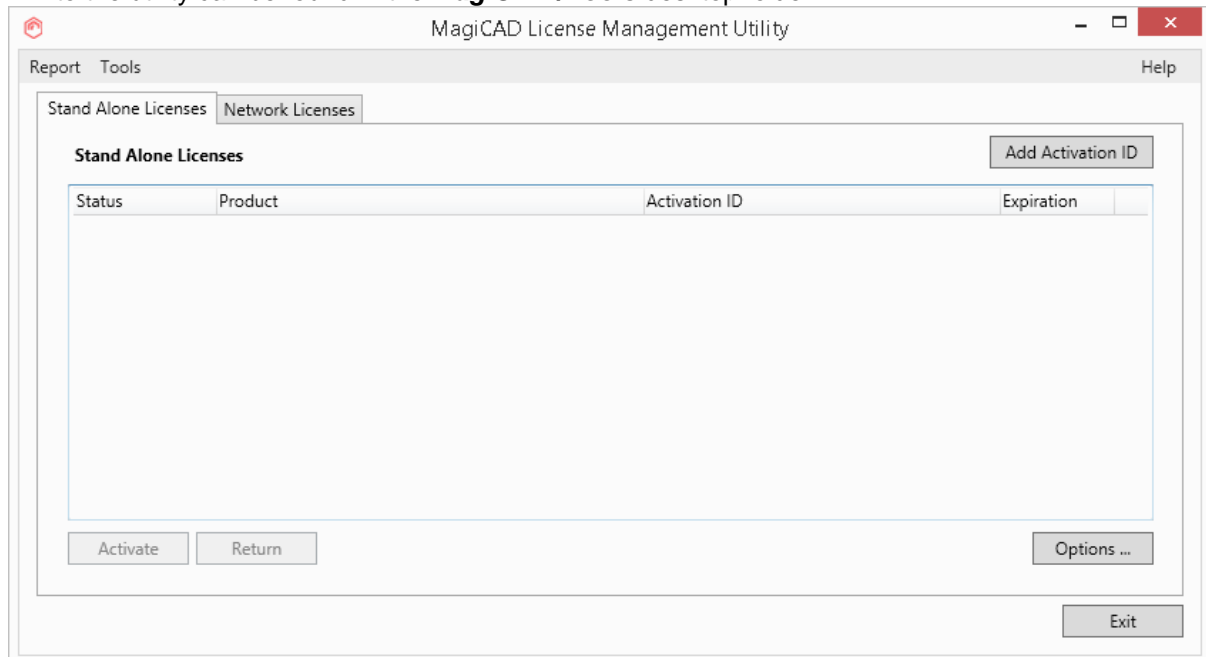 MagiCAD License Management Utility
Report Tools Help
Stand Alone Licenses Network Licenses
Stand Alone Licenses Add Activation ID
Status Product Activation ID Expiration
Activate Return Options ...
Exit